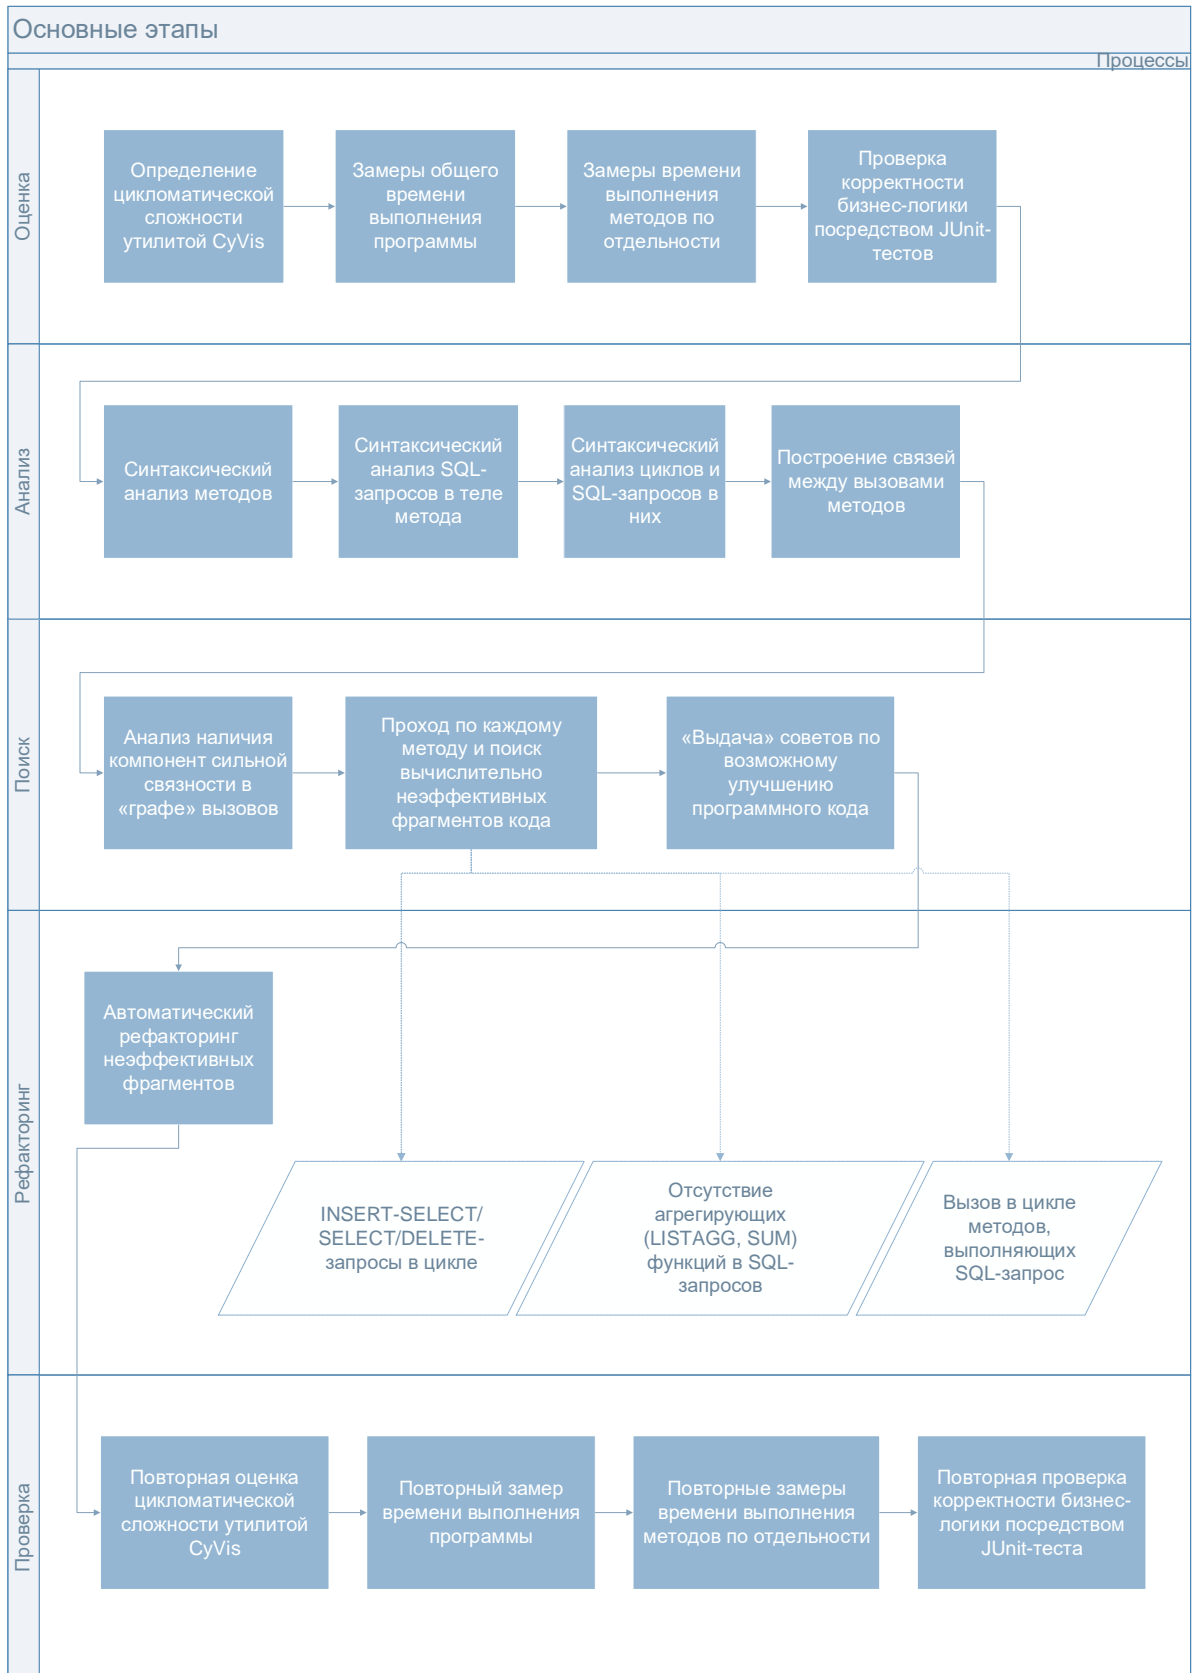 Основные этапы
Процессы
Оценка
Определение
цикломатической
сложности
утилитой CyVis
Замеры общего
времени
выполнения
программы
Замеры времени
выполнения
методов по
отдельности
Проверка
корректности
бизнес-логики
посредством JUnit-
тестов
Анализ
Синтаксический
анализ методов
Синтаксический
анализ SQL-
запросов в теле
метода
Синтаксический
анализ циклов и
SQL-запросов в
них
Построение связей
между вызовами
методов
Поиск
Анализ наличия
компонент сильной
связности в
«графе» вызовов
Проход по каждому
методу и поиск
вычислительно
неэффективных
фрагментов кода
«Выдача» советов по
возможному
улучшению
программного кода
Рефакторинг
Автоматический
рефакторинг
неэффективных
фрагментов
INSERT-SELECT/
SELECT/DELETE-
запросы в цикле
Отсутствие
агрегирующих
(LISTAGG, SUM)
функций в SQL-
запросов
Вызов в цикле
методов,
выполняющих
SQL-запрос
Проверка
Повторная оценка
цикломатической
сложности утилитой
CyVis
Повторный замер
времени выполнения
программы
Повторные замеры
времени выполнения
методов по отдельности
Повторная проверка
корректности бизнес-
логики посредством
JUnit-теста